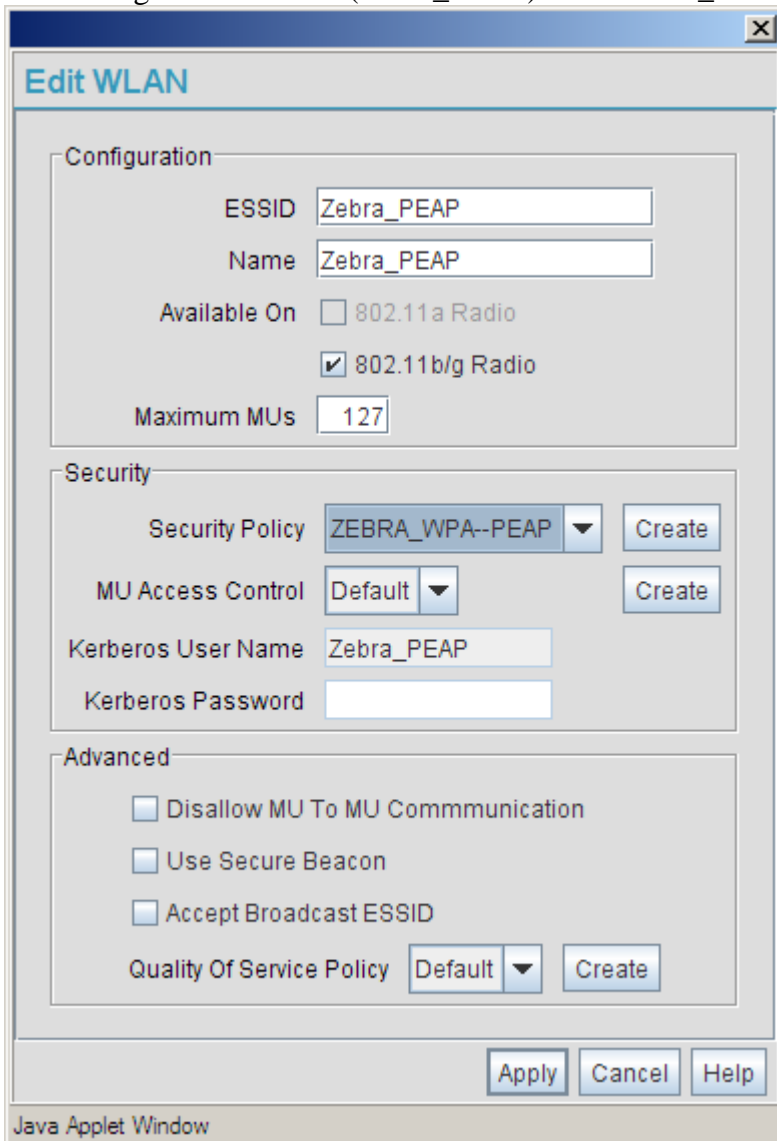 Edit WLAN
Configuration
ESSID Zebra_PEAP
Name Zebra_PEAP
Available On 802.11a Radio
802.11b/g Radio
Maximum MUs 127
Security
Security Policy ZEBRA_WPA--PEAP Create
MU Access Control Default Create
Kerberos User Name Zebra_PEAP
Kerberos Password
Advanced
Disallow MU To MU Commmunication
Use Secure Beacon
Accept Broadcast ESSID
Quality Of Service Policy Default Create
Apply Cancel Help
Java Applet Window